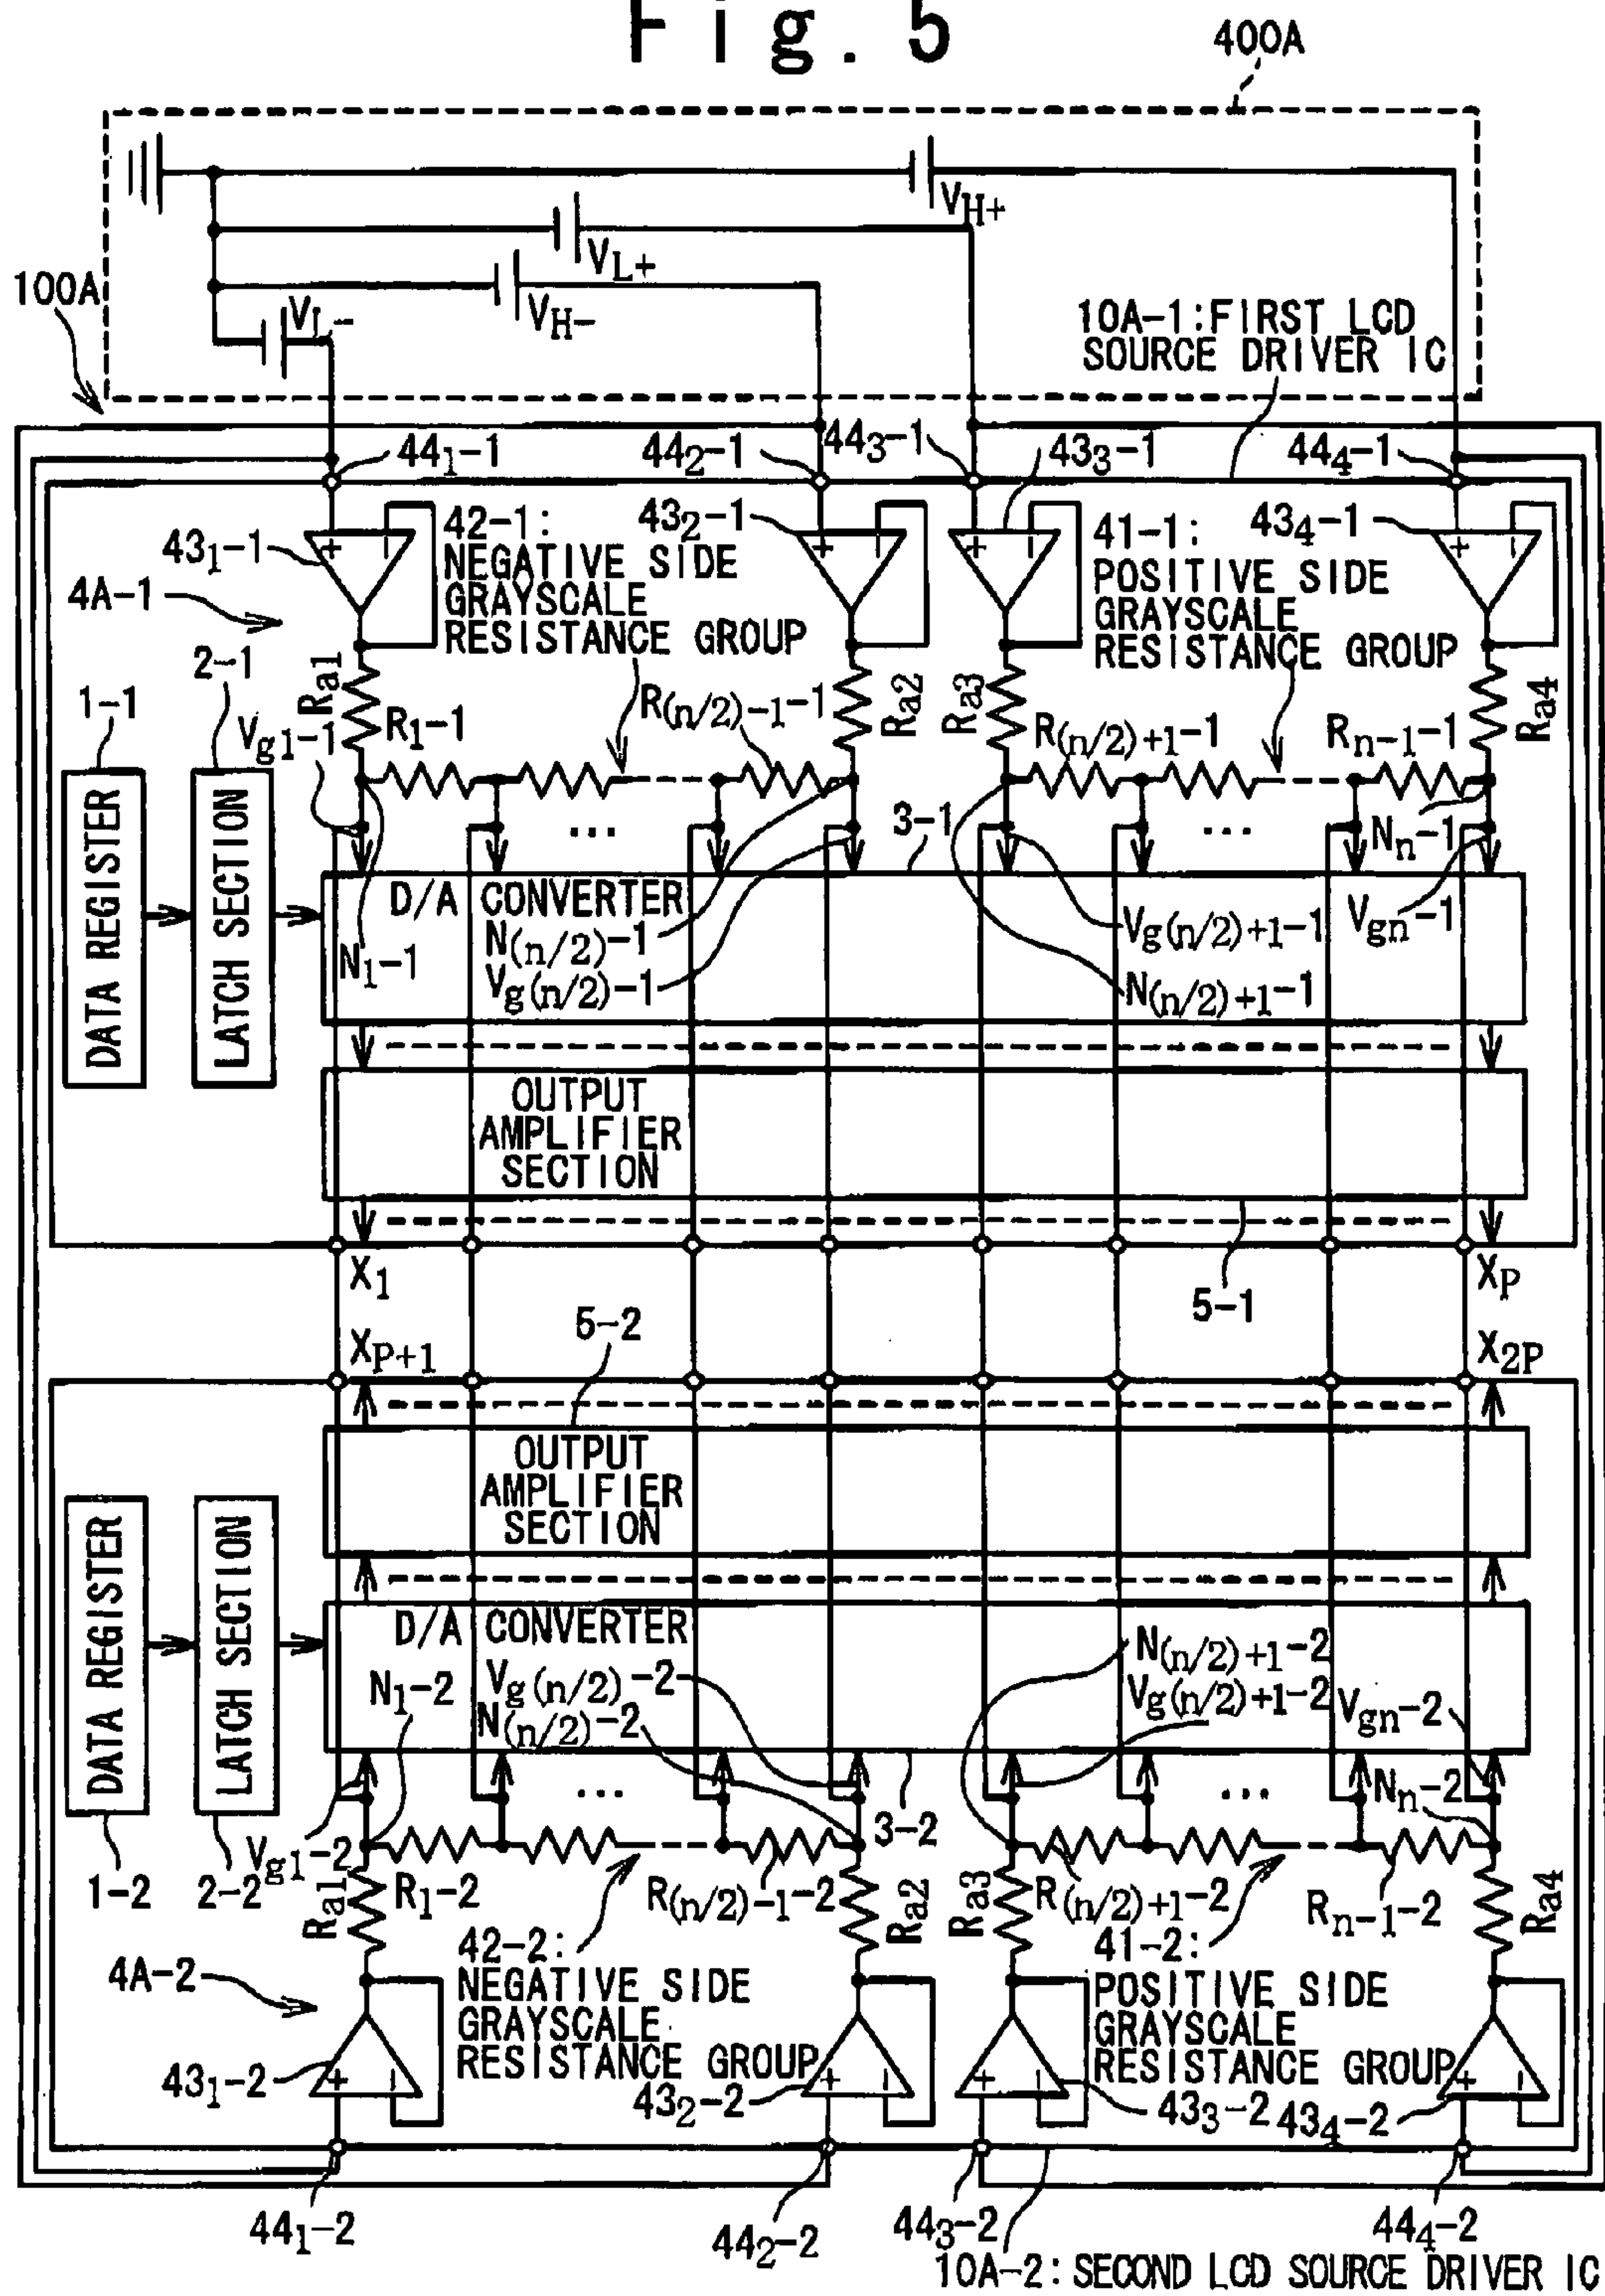 Fig. 5
400A
VH+
VL+
VH-
VL-
100A
10A-1:FIRST LCD
SOURCE DRIVER IC
441-1
442-1
443-1
433-1
444-1
431-1
42-1:
NEGATIVE SIDE
GRAYSCALE
RESISTANCE GROUP
432-1
41-1:
POSITIVE SIDE
GRAYSCALE
RESISTANCE GROUP
434-1
4A-1
2-1
1-1
Ra1
Vg1-1
R1-1
R(n/2)-1-1
Ra2
Ra3
R(n/2)+1-1
Rn-1-1
Ra4
...
...
3-1
Nn-1
DATA REGISTER
LATCH SECTION
D/A CONVERTER
N1-1
N(n/2)-1
Vg(n/2)-1
Vg(n/2)+1-1
N(n/2)+1-1
Vgn-1
OUTPUT
AMPLIFIER
SECTION
X1
XP
5-1
5-2
XP+1
X2P
OUTPUT
AMPLIFIER
SECTION
DATA REGISTER
LATCH SECTION
D/A CONVERTER
N1-2
Vg(n/2)-2
N(n/2)-2
N(n/2)+1-2
Vg(n/2)+1-2
Vgn-2
...
...
Nn-2
3-2
1-2
2-2
Vg1-2
Ra1
R1-2
R(n/2)-1-2
Ra2
Ra3
R(n/2)+1-2
Rn-1-2
Ra4
4A-2
42-2:
NEGATIVE SIDE
GRAYSCALE
RESISTANCE GROUP
41-2:
POSITIVE SIDE
GRAYSCALE
RESISTANCE GROUP
431-2
432-2
433-2
434-2
441-2
442-2
443-2
444-2
10A-2:SECOND LCD SOURCE DRIVER IC